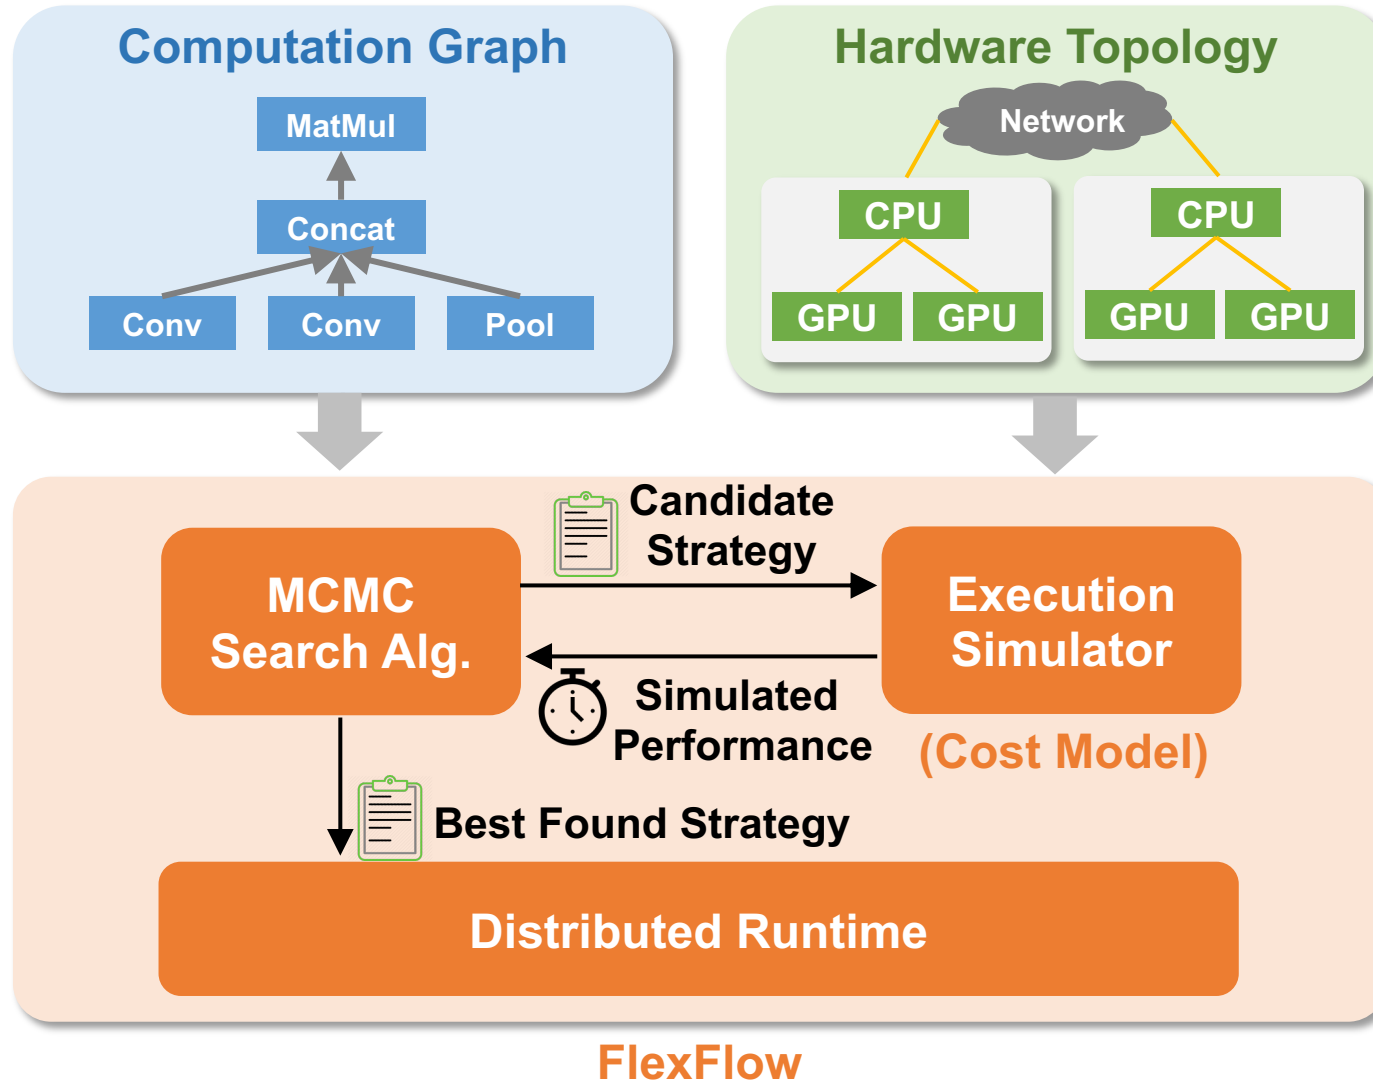 Computation Graph
MatMul
Concat
Conv
Conv
Pool
Hardware Topology
Network
CPU
GPU
GPU
CPU
GPU
GPU
MCMC
Search Alg.
Candidate
Strategy
Execution
Simulator
Simulated
Performance
(Cost Model)
Best Found Strategy
Distributed Runtime
FlexFlow